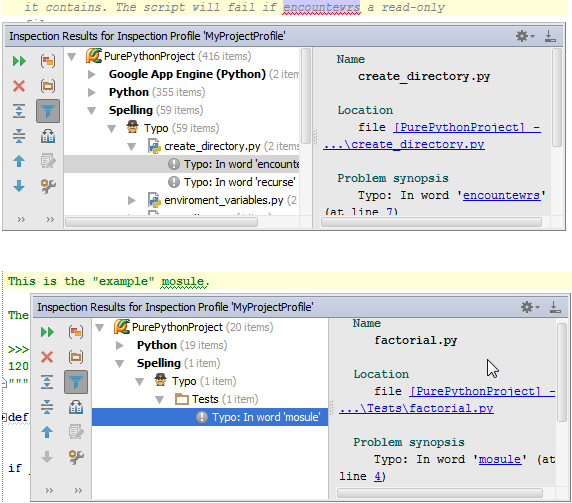 it contains. The script will fail if encountewrs a read-only
Inspection Results for Inspection Profile 'MyProjectProfile'
PurePythonProject (416 items)
Google App Engine (Python) (2 item
Python (355 items)
Spelling (59 items)
Typo (59 items)
create_directory.py (2 items
Typo: In word 'encounte
Typo: In word 'recurse'
enviroment_variables.py (2
Name
create_directory.py
Location
file [PurePythonProject] -
...\create_directory.py
Problem synopsis
Typo: In word 'encountewrs'
(at line 7)
This is the "example" mosule.
The
>>>
120
"""
def
if
Inspection Results for Inspection Profile 'MyProjectProfile'
PurePythonProject (20 items)
Python (19 items)
Spelling (1 item)
Typo (1 item)
Tests (1 item)
Typo: In word 'mosule'
Name
factorial.py
Location
file [PurePythonProject] -
...\Tests\factorial.py
Problem synopsis
Typo: In word 'mosule' (at
line 4)